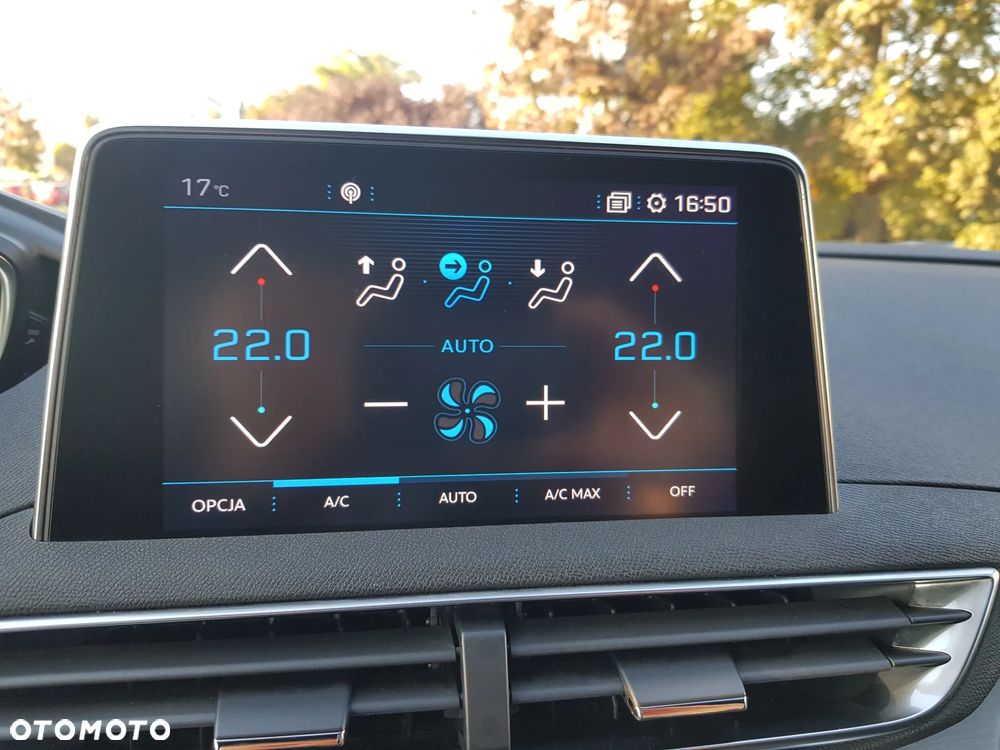 17°C
16:50
22.0
22.0
AUTO
OPCJA A/C AUTO A/C MAX OFF
OTOMOTO